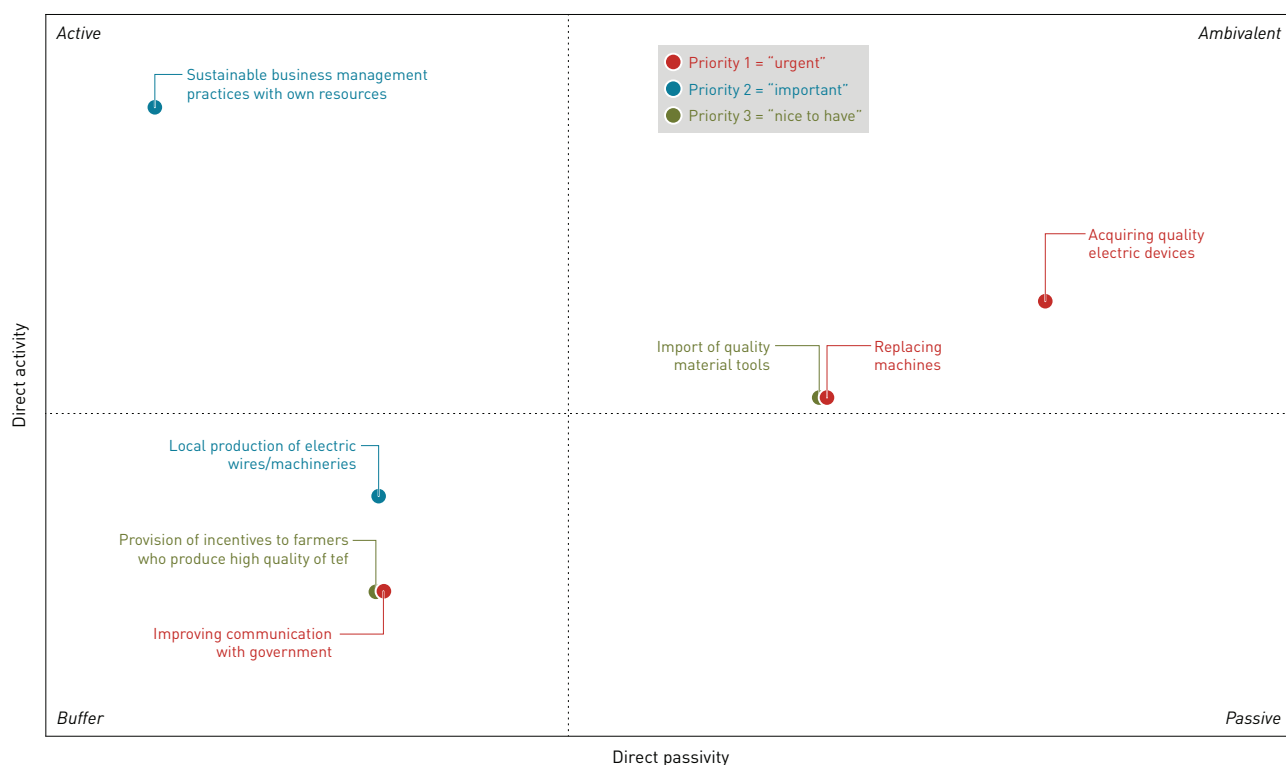 Active
Ambivalent
Sustainable business management
practices with own resources
Priority 1 = “urgent”
Priority 2 = “important”
Priority 3 = “nice to have”
Acquiring quality
electric devices
Import of quality
material tools
Replacing
machines
Direct activity
Local production of electric
wires/machineries
Provision of incentives to farmers
who produce high quality of tef
Improving communication
with government
Buffer
Passive
Direct passivity